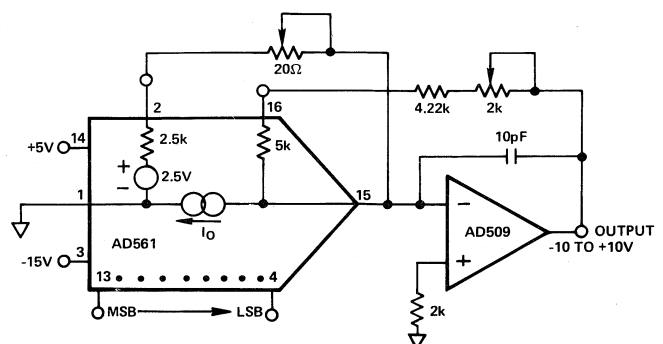 20Ω
2
16
4.22k
2k
14
+5V
2.5k
5k
10pF
+
−
2.5V
1
15
−
I₀
AD561
AD509
OUTPUT
-10 TO +10V
3
-15V
+
13
4
MSB
LSB
2k